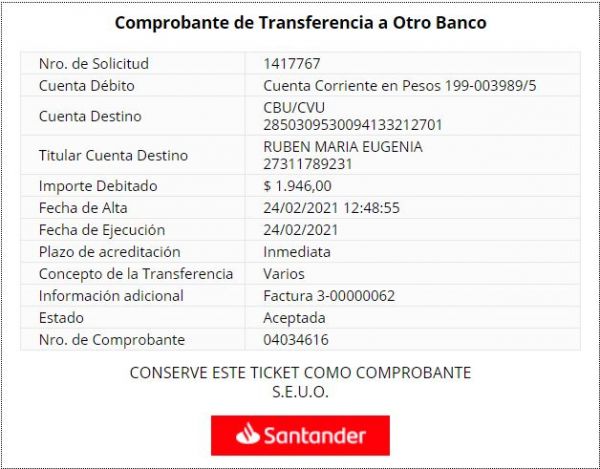 Comprobante de Transferencia a Otro Banco
Nro. de Solicitud 1417767
Cuenta Débito Cuenta Corriente en Pesos 199-003989/5
Cuenta Destino CBU/CVU
2850309530094133212701
Titular Cuenta Destino RUBEN MARIA EUGENIA
27311789231
Importe Debitado $ 1.946,00
Fecha de Alta 24/02/2021 12:48:55
Fecha de Ejecución 24/02/2021
Plazo de acreditación Inmediata
Concepto de la Transferencia Varios
Información adicional Factura 3-00000062
Estado Aceptada
Nro. de Comprobante 04034616
CONSERVE ESTE TICKET COMO COMPROBANTE
S.E.U.O.
Santander